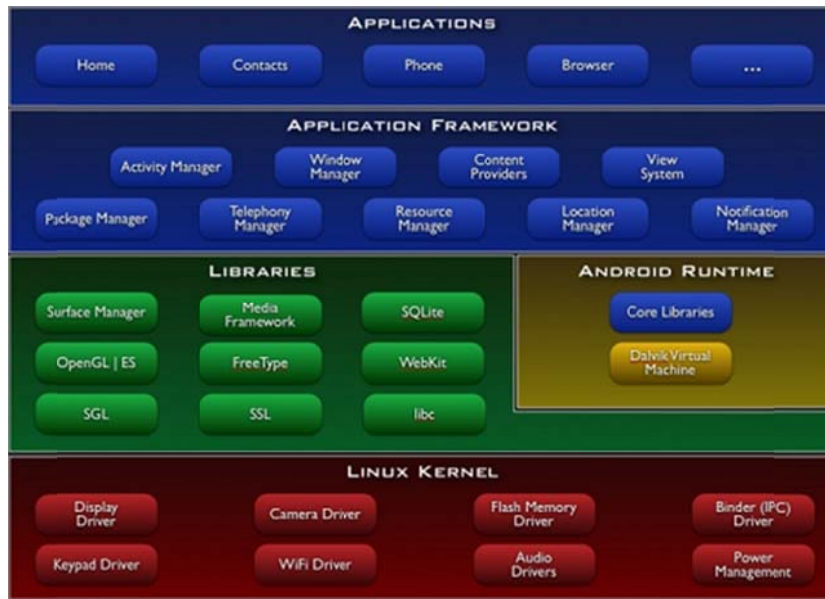 APPLICATIONS
Home
Contacts
Phone
Browser
...
APPLICATION FRAMEWORK
Activity Manager
Window
Manager
Content
Providers
View
System
Package Manager
Telephony
Manager
Resource
Manager
Location
Manager
Notification
Manager
LIBRARIES
Surface Manager
Media
Framework
SQLite
OpenGL | ES
FreeType
WebKit
SGL
SSL
libc
ANDROID RUNTIME
Core Libraries
Dalvik Virtual
Machine
LINUX KERNEL
Display
Driver
Camera Driver
Flash Memory
Driver
Binder (IPC)
Driver
Keypad Driver
WiFi Driver
Audio
Drivers
Power
Management